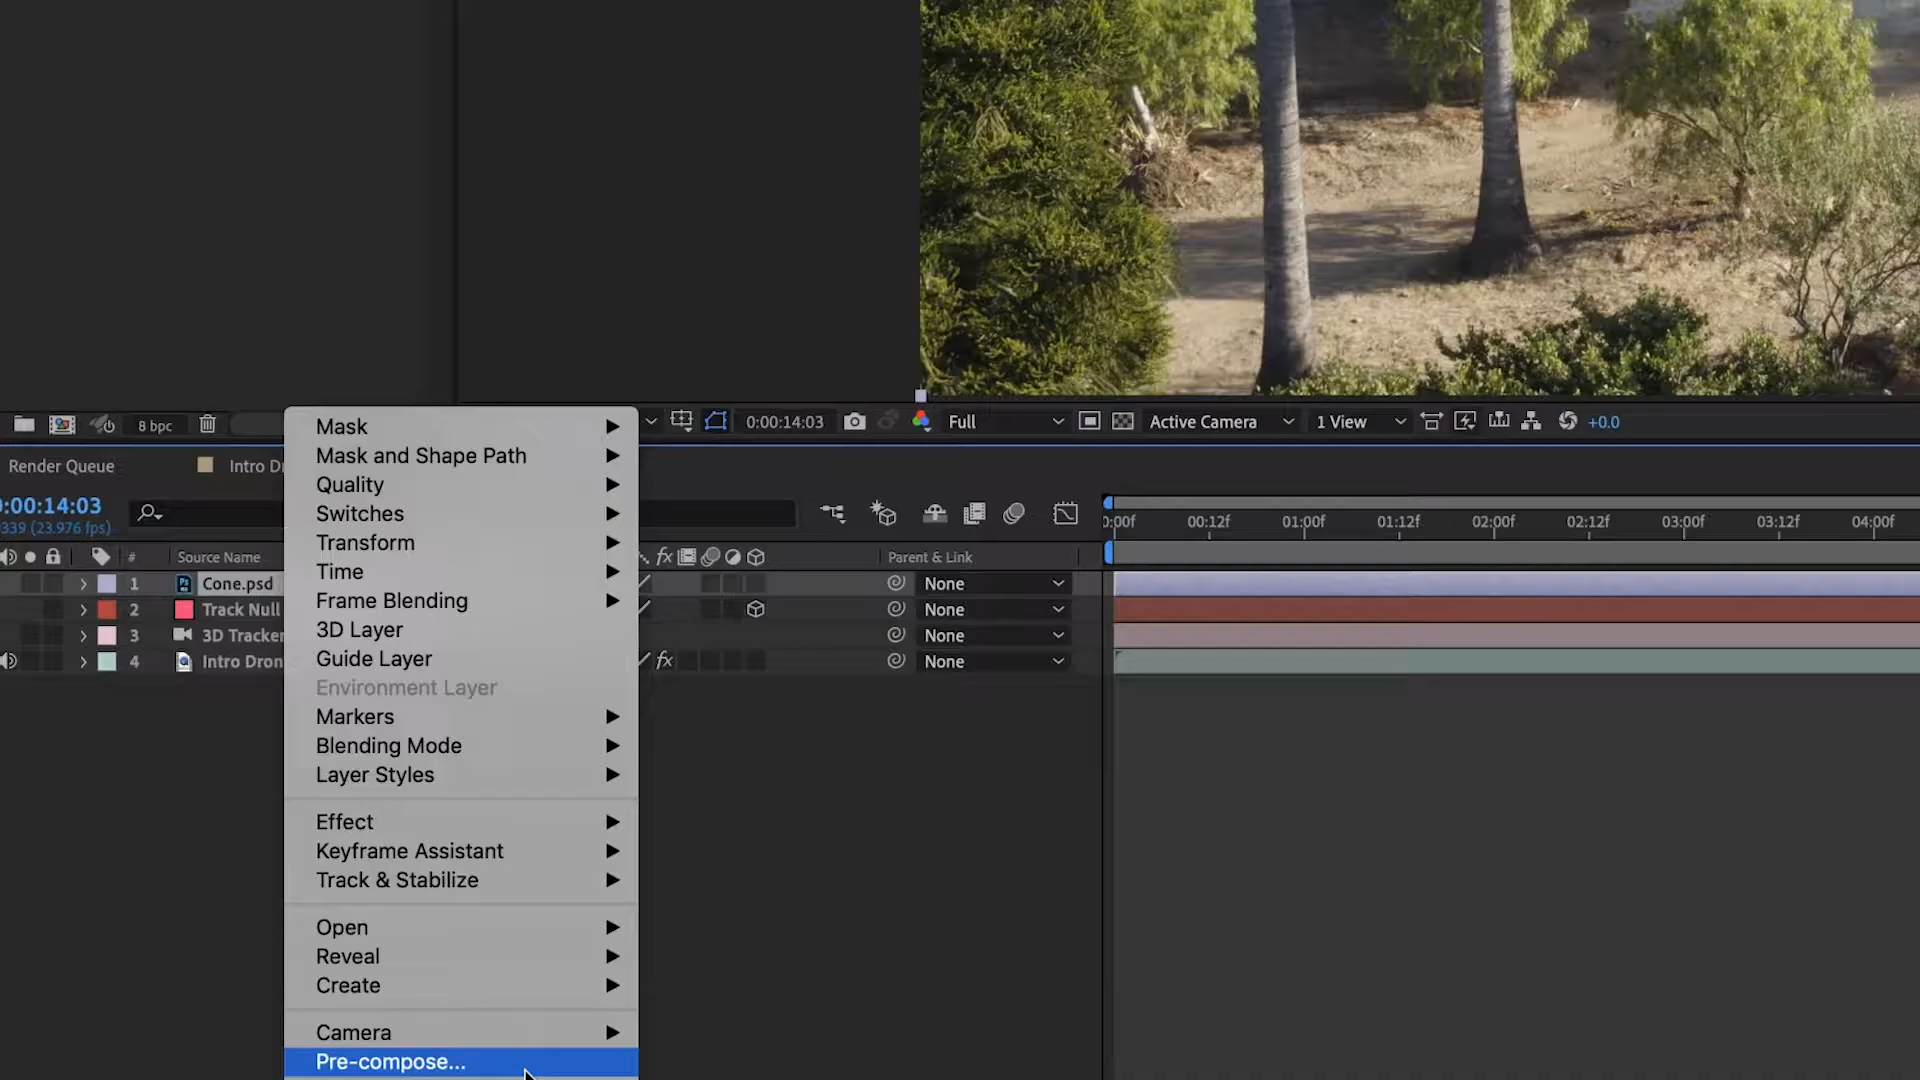 8 bpc
0:00:14:03
Full
Active Camera
1 View
+0.0
Render Queue
Intro Dr
0:00:14:03
339 (23.976 fps)
# Source Name
Parent & Link
1 Cone.psd None
2 Track Null None
3 3D Tracker None
4 Intro Dron None
fx
fx
Ps
0:00f 00:12f 01:00f 01:12f 02:00f 02:12f 03:00f 03:12f 04:00f
Mask
Mask and Shape Path
Quality
Switches
Transform
Time
Frame Blending
3D Layer
Guide Layer
Environment Layer
Markers
Blending Mode
Layer Styles
Effect
Keyframe Assistant
Track & Stabilize
Open
Reveal
Create
Camera
Pre-compose...